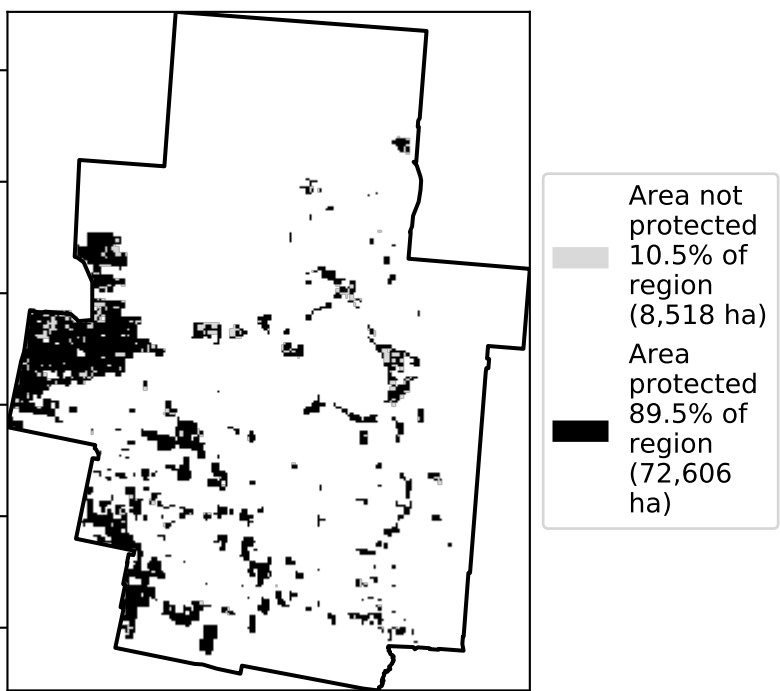 Area not
protected
10.5% of
region
(8,518 ha)
Area
protected
89.5% of
region
(72,606
ha)